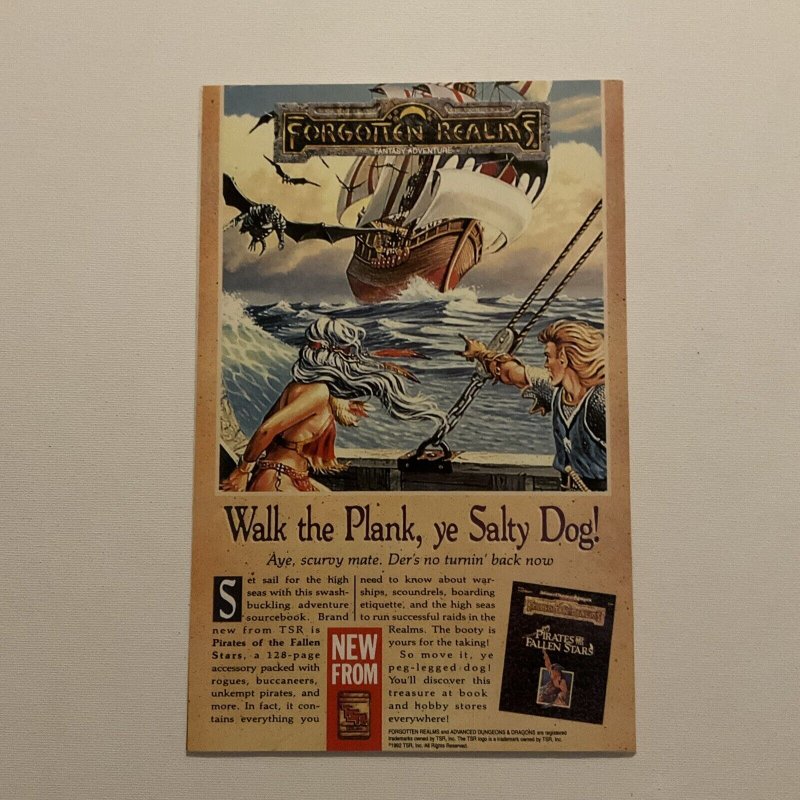 FORGOTTEN REALMS
FANTASY ADVENTURE
Walk the Plank, ye Salty Dog!
Aye, scurvy mate. Der's no turnin' back now
Set sail for the high
seas with this swash-
buckling adventure
sourcebook. Brand
new from TSR is
Pirates of the Fallen
Stars, a 128-page
accessory packed with
rogues, buccaneers,
unkempt pirates, and
more. In fact, it con-
tains everything you
need to know about war-
ships, scoundrels, boarding
etiquette, and the high seas
to run successful raids in the
Realms. The booty is
yours for the taking!
So move it, ye
peg-legged dog!
You'll discover this
treasure at book
and hobby stores
everywhere!
NEW
FROM
TSR
Advanced Dungeons & Dragons
FORGOTTEN REALMS
PIRATES OF THE
FALLEN STARS
FORGOTTEN REALMS and ADVANCED DUNGEONS & DRAGONS are registered
trademarks owned by TSR, Inc. The TSR logo is a trademark owned by TSR, Inc.
©1992 TSR, Inc. All Rights Reserved.